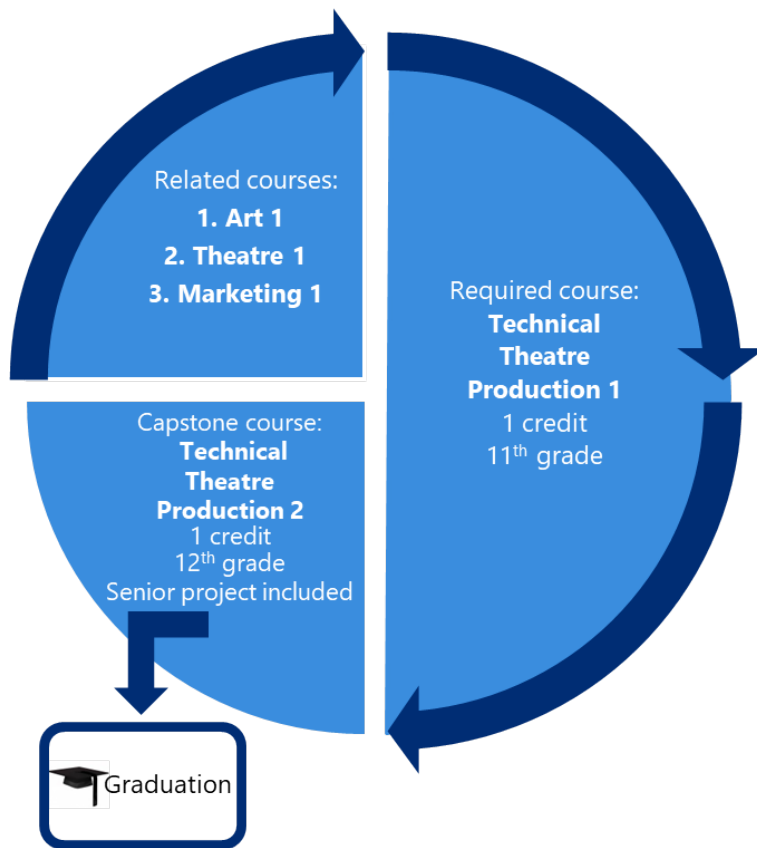 Related courses:
1. Art 1
2. Theatre 1
3. Marketing 1
Required course:
Technical
Theatre
Production 1
1 credit
11th grade
Capstone course:
Technical
Theatre
Production 2
1 credit
12th grade
Senior project included
Graduation